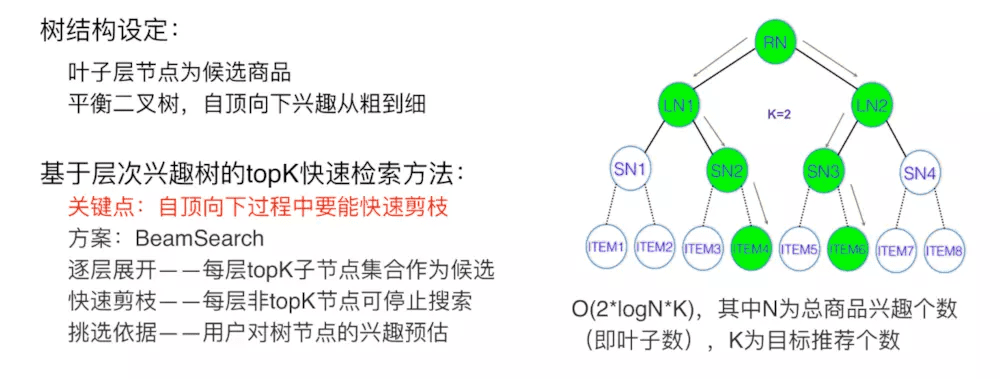 树结构设定：
叶子层节点为候选商品
平衡二叉树，自顶向下兴趣从粗到细
基于层次兴趣树的topK快速检索方法：
关键点：自顶向下过程中要能快速剪枝
方案：BeamSearch
逐层展开——每层topK子节点集合作为候选
快速剪枝——每层非topK节点可停止搜索
挑选依据——用户对树节点的兴趣预估
RN
LN1
LN2
K=2
SN1
SN2
SN3
SN4
ITEM1
ITEM2
ITEM3
ITEM4
ITEM5
ITEM6
ITEM7
ITEM8
O(2*logN*K)，其中N为总商品兴趣个数
（即叶子数），K为目标推荐个数